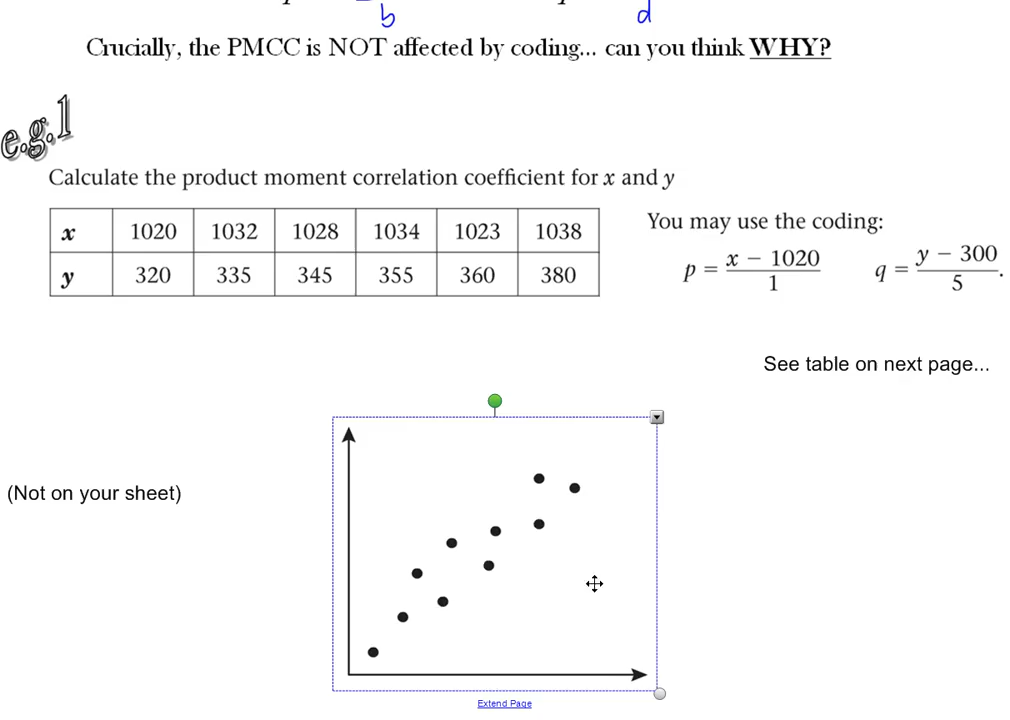 b d
Crucially, the PMCC is NOT affected by coding... can you think WHY?
e.g.1
Calculate the product moment correlation coefficient for x and y
x 1020 1032 1028 1034 1023 1038
y 320 335 345 355 360 380
You may use the coding:
p = x − 1020 / 1 q = y − 300 / 5 .
See table on next page...
(Not on your sheet)
Extend Page